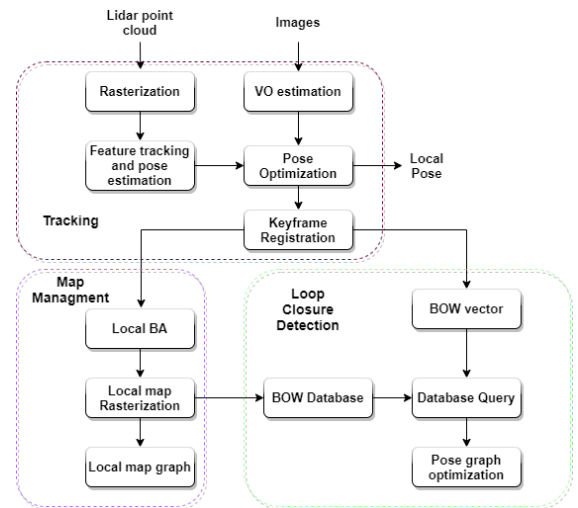 Lidar point
cloud
Images
Rasterization
VO estimation
Feature tracking
and pose
estimation
Pose
Optimization
Local
Pose
Tracking
Keyframe
Registration
Map
Managment
Loop
Closure
Detection
Local BA
BOW vector
Local map
Rasterization
BOW Database
Database Query
Local map graph
Pose graph
optimization